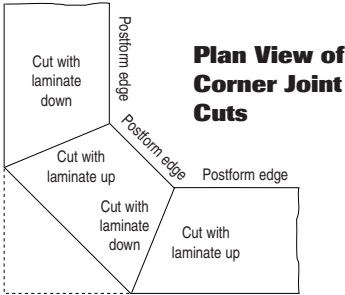 Plan View of
Corner Joint
Cuts
Cut with
laminate
down
Postform edge
Postform edge
Cut with
laminate up
Postform edge
Cut with
laminate
down
Cut with
laminate up